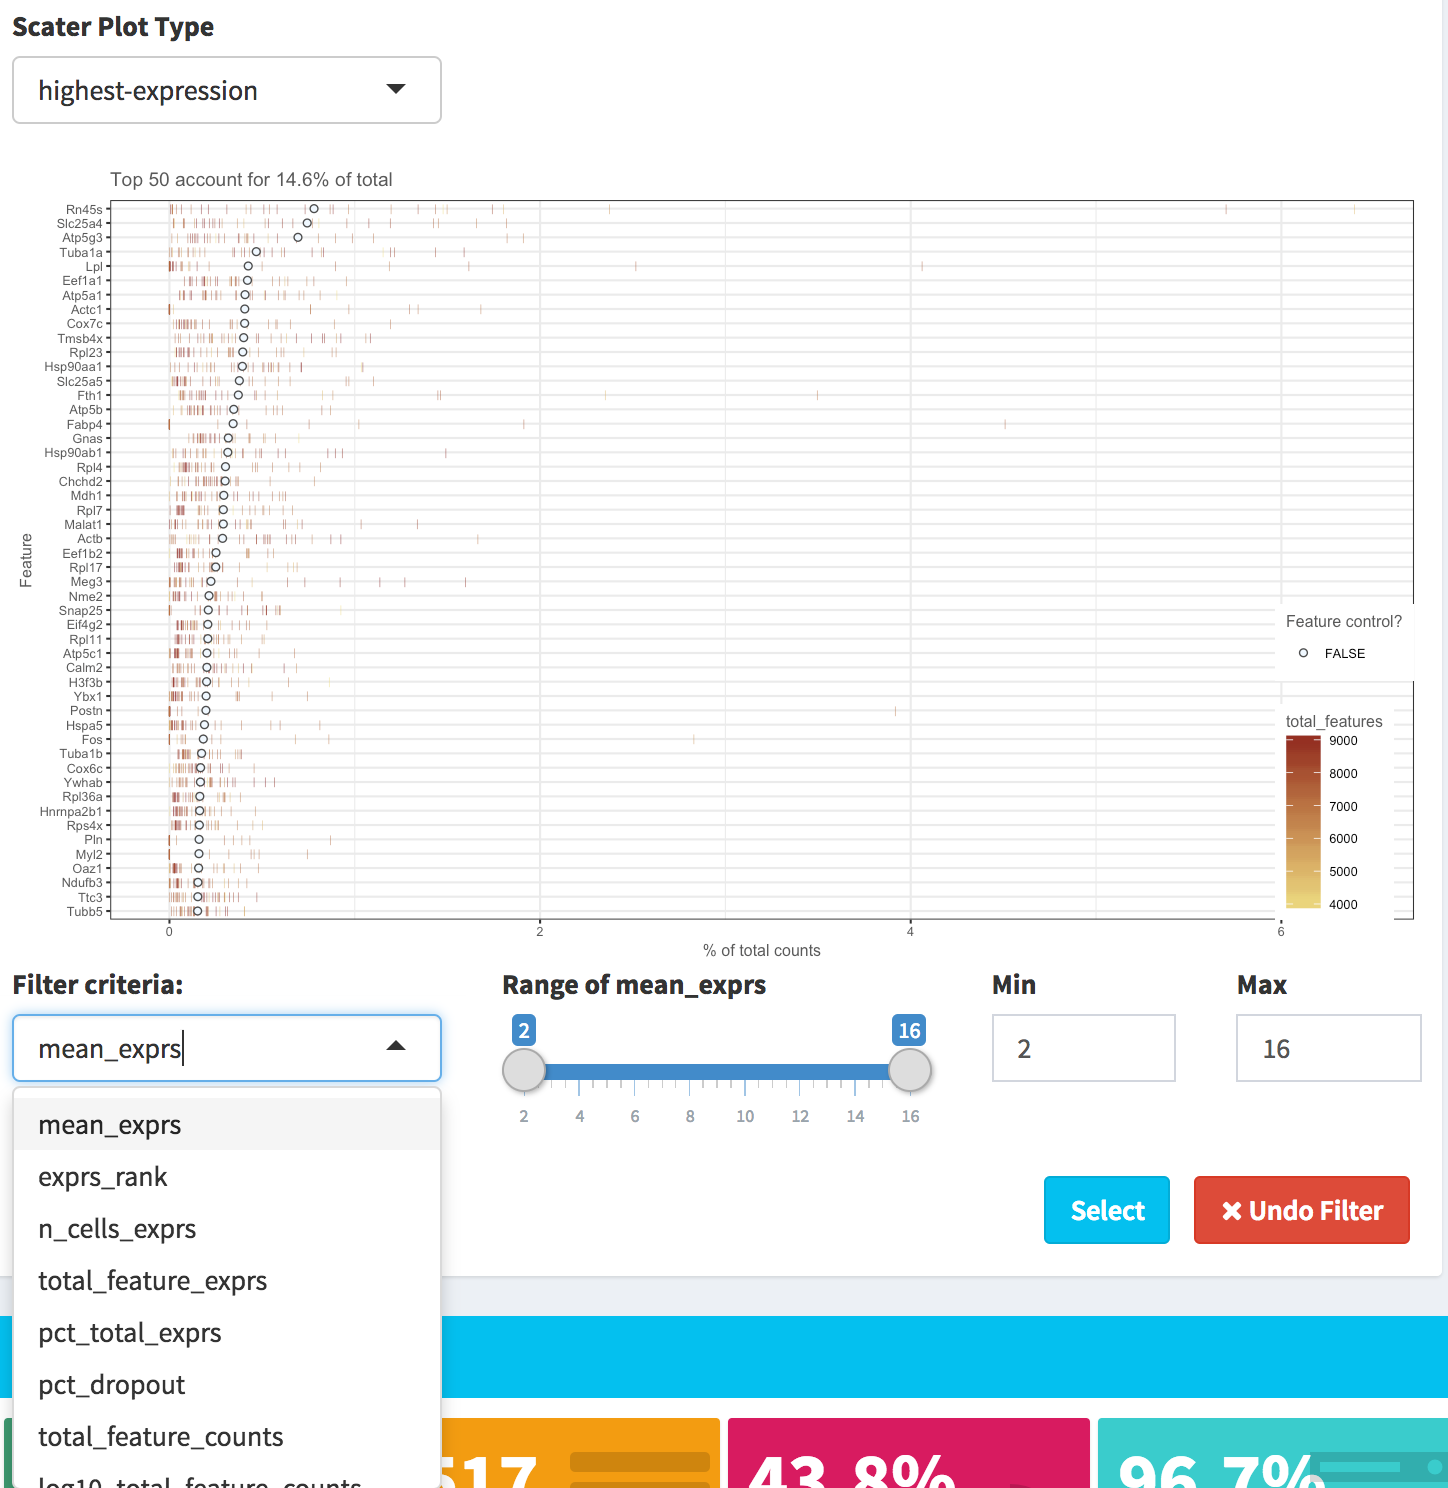 Scater Plot Type
highest-expression
Top 50 account for 14.6% of total
Rn45s
Slc25a4
Atp5g3
Tuba1a
Lpl
Eef1a1
Atp5a1
Actc1
Cox7c
Tmsb4x
Rpl23
Hsp90aa1
Slc25a5
Fth1
Atp5b
Fabp4
Gnas
Hsp90ab1
Rpl4
Chchd2
Mdh1
Rpl7
Malat1
Actb
Eef1b2
Rpl17
Meg3
Nme2
Snap25
Eif4g2
Rpl11
Atp5c1
Calm2
H3f3b
Ybx1
Postn
Hspa5
Fos
Tuba1b
Cox6c
Ywhab
Rpl36a
Hnrnpa2b1
Rps4x
Pln
Myl2
Oaz1
Ndufb3
Ttc3
Tubb5
Feature
0 2 4 6
% of total counts
Feature control?
FALSE
total_features
9000
8000
7000
6000
5000
4000
Filter criteria:
mean_exprs
Range of mean_exprs
2 16
2 4 6 8 10 12 14 16
Min
2
Max
16
mean_exprs
exprs_rank
n_cells_exprs
total_feature_exprs
pct_total_exprs
pct_dropout
total_feature_counts
log10_total_feature_counts
Select
Undo Filter
517
43.8%
96.7%